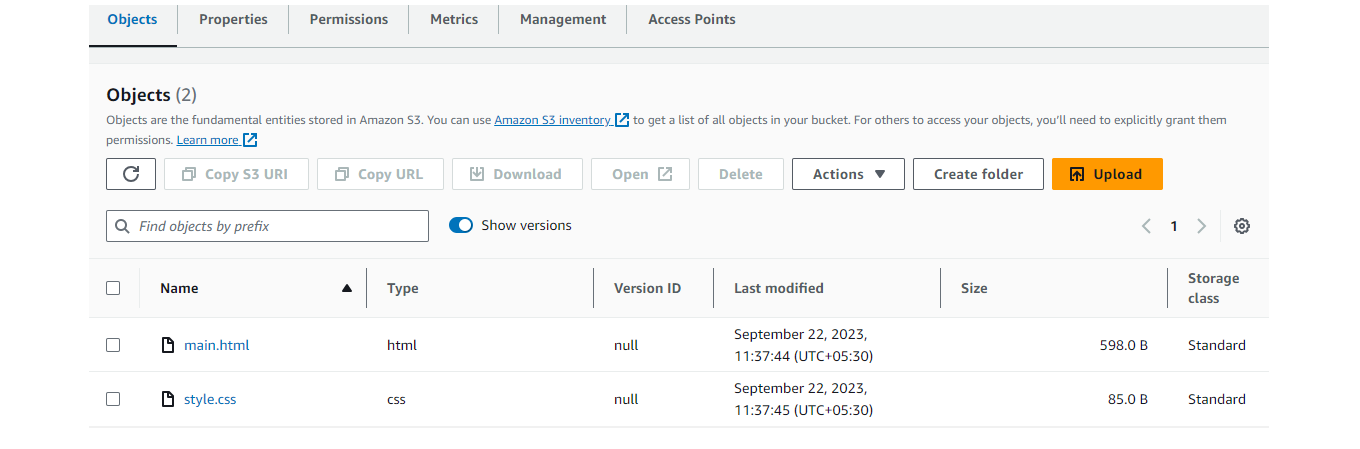 Objects Properties Permissions Metrics Management Access Points
Objects (2)
Objects are the fundamental entities stored in Amazon S3. You can use Amazon S3 inventory to get a list of all objects in your bucket. For others to access your objects, you'll need to explicitly grant them
permissions. Learn more
Copy S3 URI Copy URL Download Open Delete Actions Create folder Upload
Find objects by prefix Show versions 1
Name Type Version ID Last modified Size Storage class
main.html html null September 22, 2023, 11:37:44 (UTC+05:30) 598.0 B Standard
style.css css null September 22, 2023, 11:37:45 (UTC+05:30) 85.0 B Standard